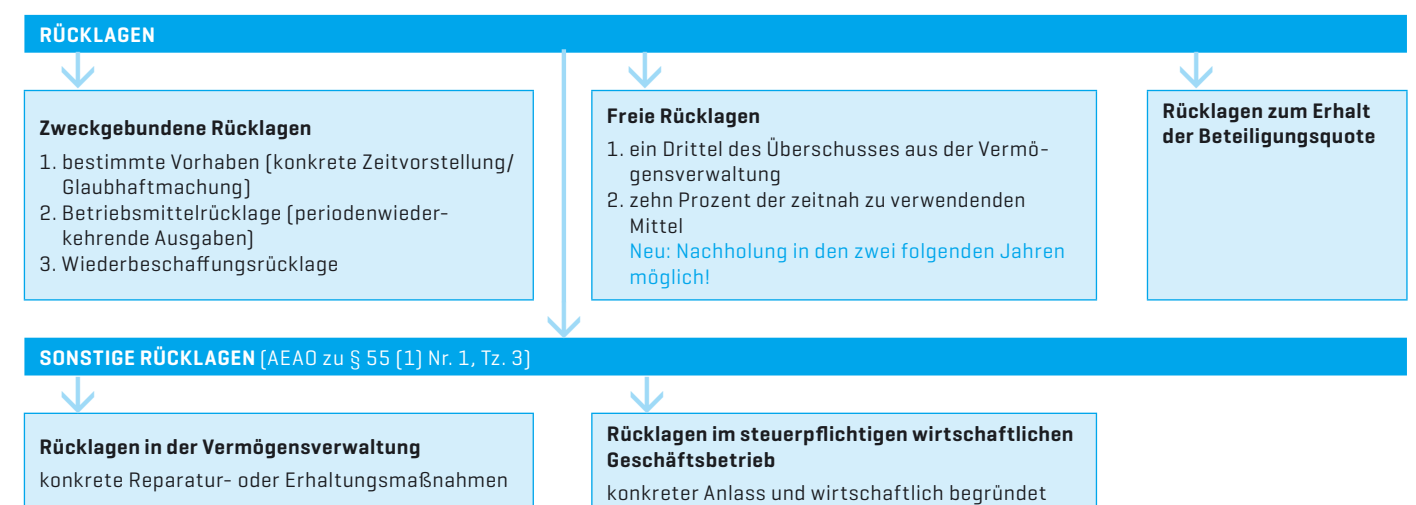 RÜCKLAGEN
Zweckgebundene Rücklagen
1. bestimmte Vorhaben (konkrete Zeitvorstellung/
Glaubhaftmachung)
2. Betriebsmittelrücklage (periodenwieder-
kehrende Ausgaben)
3. Wiederbeschaffungsrücklage
Freie Rücklagen
1. ein Drittel des Überschusses aus der Vermö-
gensverwaltung
2. zehn Prozent der zeitnah zu verwendenden
Mittel
Neu: Nachholung in den zwei folgenden Jahren
möglich!
Rücklagen zum Erhalt
der Beteiligungsquote
SONSTIGE RÜCKLAGEN (AEAO zu § 55 (1) Nr. 1, Tz. 3)
Rücklagen in der Vermögensverwaltung
konkrete Reparatur- oder Erhaltungsmaßnahmen
Rücklagen im steuerpflichtigen wirtschaftlichen
Geschäftsbetrieb
konkreter Anlass und wirtschaftlich begründet